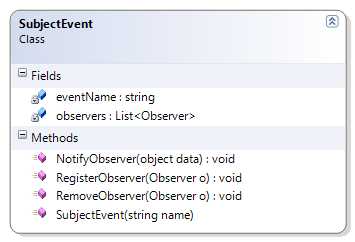 SubjectEvent
Class
Fields
eventName : string
observers : List<Observer>
Methods
NotifyObserver(object data) : void
RegisterObserver(Observer o) : void
RemoveObserver(Observer o) : void
SubjectEvent(string name)